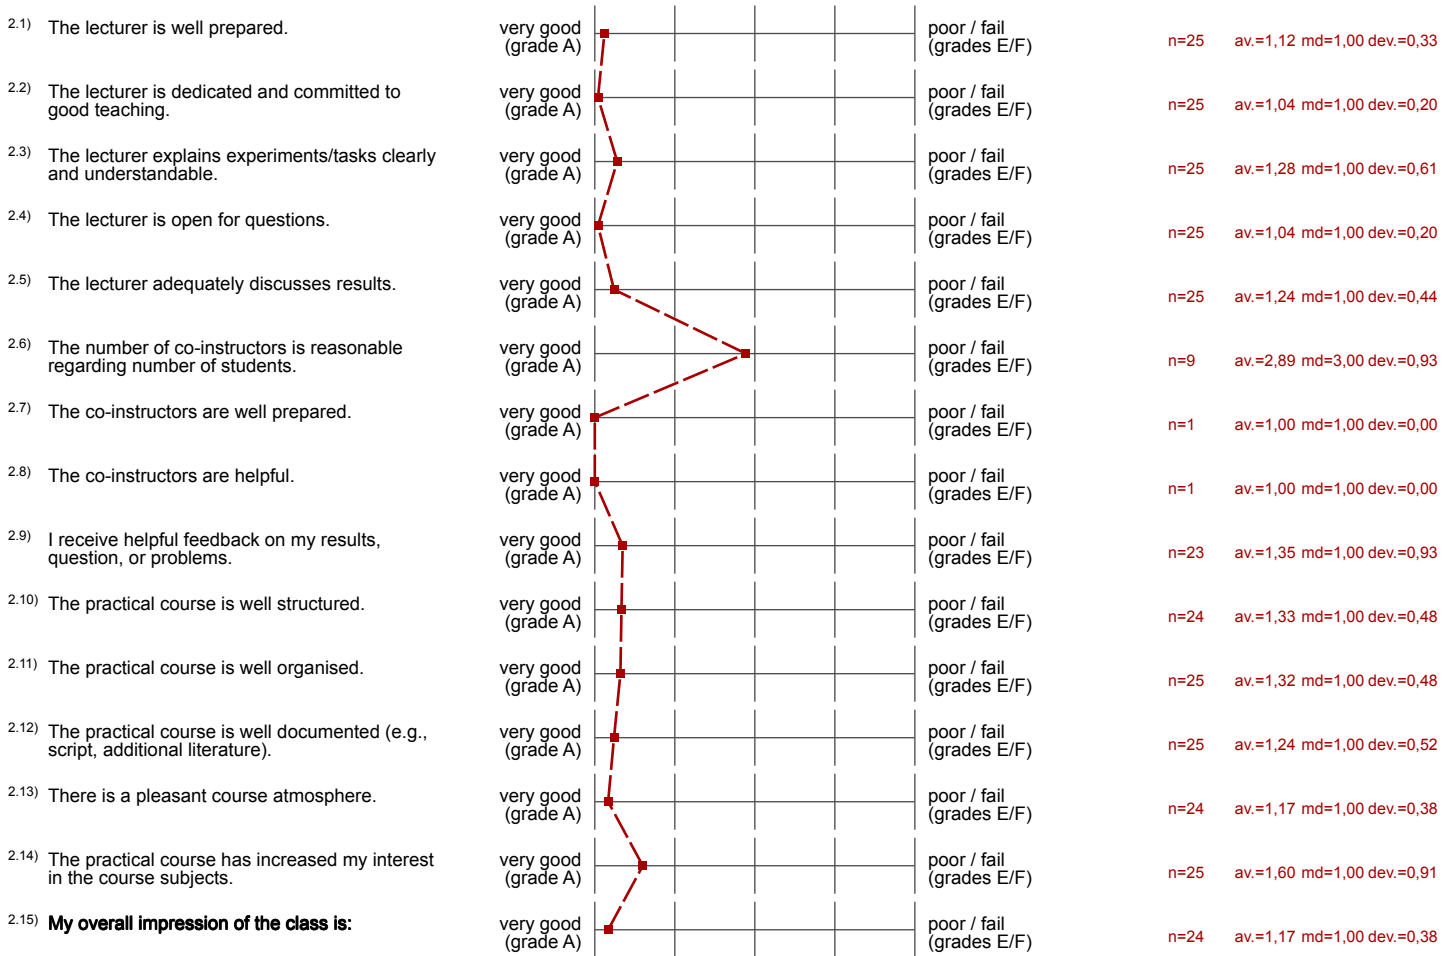 2.1) The lecturer is well prepared. very good (grade A) poor / fail (grades E/F) n=25 av.=1,12 md=1,00 dev.=0,33
2.2) The lecturer is dedicated and committed to good teaching. very good (grade A) poor / fail (grades E/F) n=25 av.=1,04 md=1,00 dev.=0,20
2.3) The lecturer explains experiments/tasks clearly and understandable. very good (grade A) poor / fail (grades E/F) n=25 av.=1,28 md=1,00 dev.=0,61
2.4) The lecturer is open for questions. very good (grade A) poor / fail (grades E/F) n=25 av.=1,04 md=1,00 dev.=0,20
2.5) The lecturer adequately discusses results. very good (grade A) poor / fail (grades E/F) n=25 av.=1,24 md=1,00 dev.=0,44
2.6) The number of co-instructors is reasonable regarding number of students. very good (grade A) poor / fail (grades E/F) n=9 av.=2,89 md=3,00 dev.=0,93
2.7) The co-instructors are well prepared. very good (grade A) poor / fail (grades E/F) n=1 av.=1,00 md=1,00 dev.=0,00
2.8) The co-instructors are helpful. very good (grade A) poor / fail (grades E/F) n=1 av.=1,00 md=1,00 dev.=0,00
2.9) I receive helpful feedback on my results, question, or problems. very good (grade A) poor / fail (grades E/F) n=23 av.=1,35 md=1,00 dev.=0,93
2.10) The practical course is well structured. very good (grade A) poor / fail (grades E/F) n=24 av.=1,33 md=1,00 dev.=0,48
2.11) The practical course is well organised. very good (grade A) poor / fail (grades E/F) n=25 av.=1,32 md=1,00 dev.=0,48
2.12) The practical course is well documented (e.g., script, additional literature). very good (grade A) poor / fail (grades E/F) n=25 av.=1,24 md=1,00 dev.=0,52
2.13) There is a pleasant course atmosphere. very good (grade A) poor / fail (grades E/F) n=24 av.=1,17 md=1,00 dev.=0,38
2.14) The practical course has increased my interest in the course subjects. very good (grade A) poor / fail (grades E/F) n=25 av.=1,60 md=1,00 dev.=0,91
2.15) My overall impression of the class is: very good (grade A) poor / fail (grades E/F) n=24 av.=1,17 md=1,00 dev.=0,38